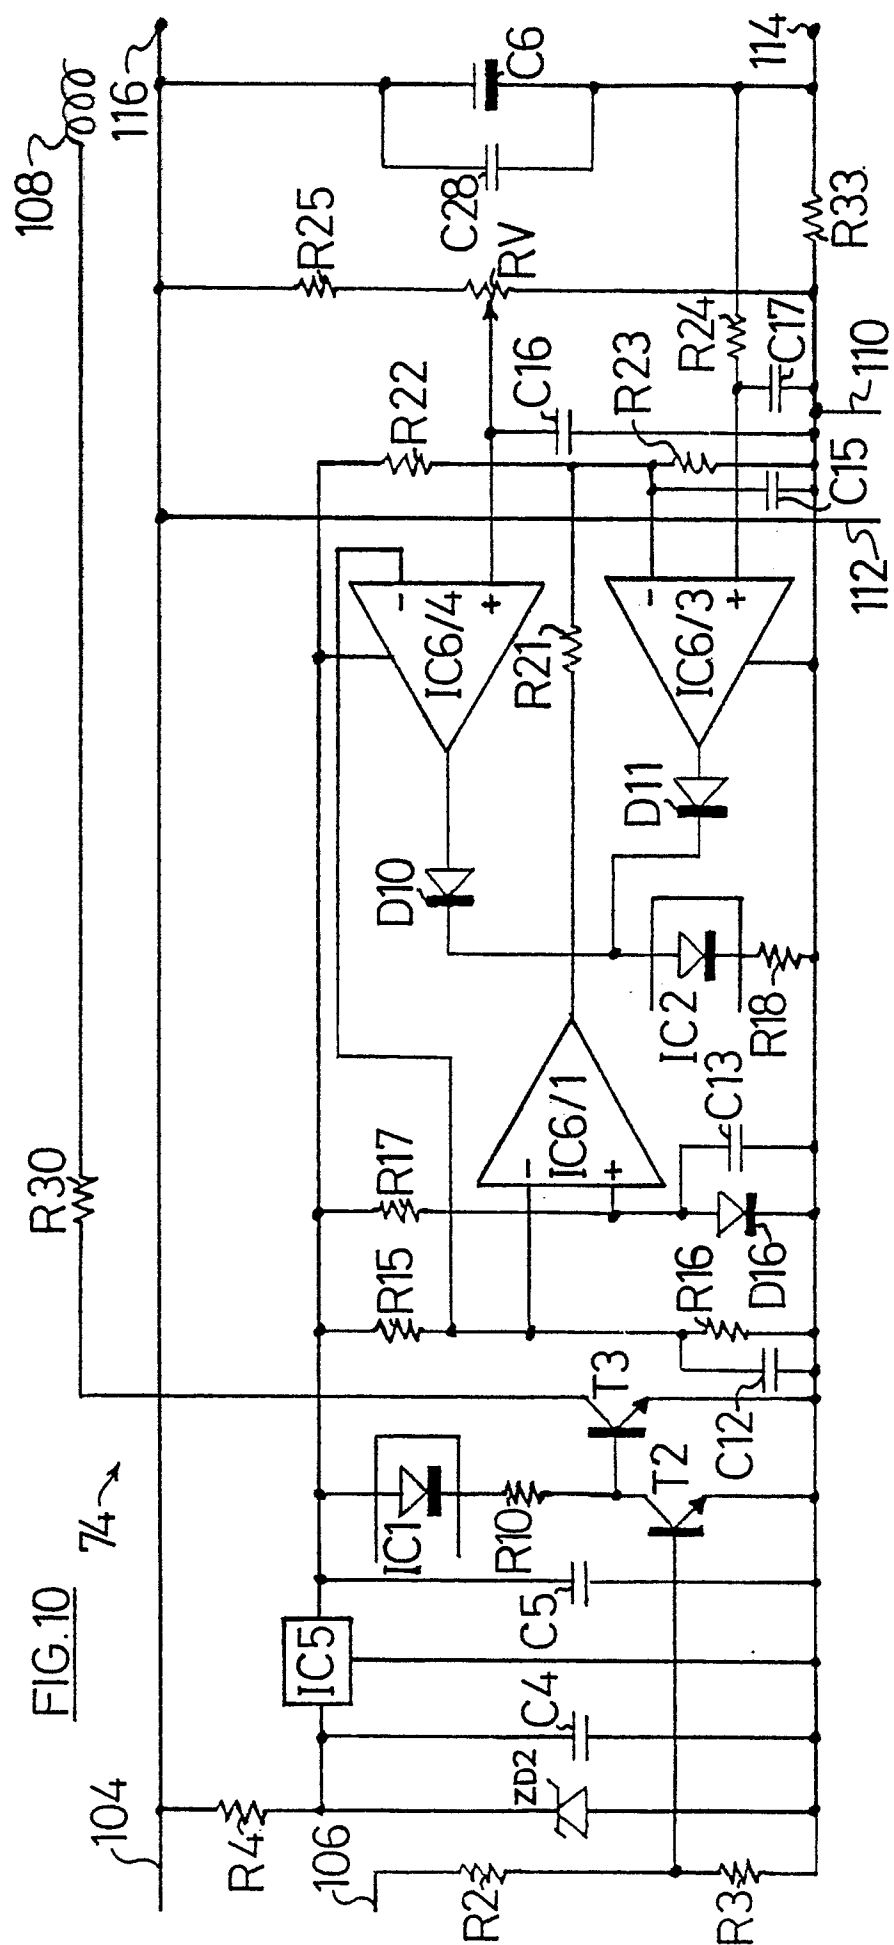 FIG.10
74
104
106
R4
R2
R3
ZD2
C4
IC5
C5
IC1
R10
T2
T3
C12
R30
R15
R16
R17
D16
C13
IC6/1
IC2
R18
D10
D11
R21
IC6/4
-
+
IC6/3
-
+
-
+
112
C15
110
R22
C16
R23
R24
C17
R25
RV
R33
C28
C6
108
116
114